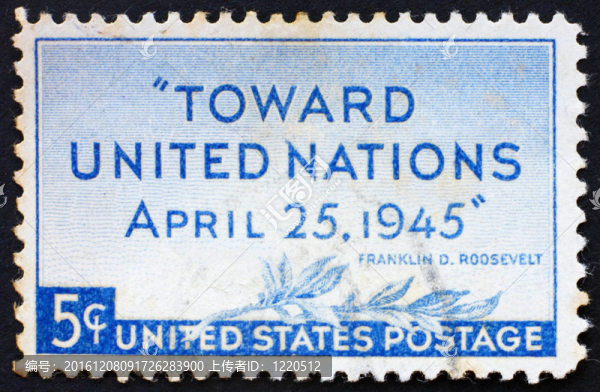 "TOWARD
UNITED NATIONS
APRIL 25, 1945"
FRANKLIN D. ROOSEVELT
5¢
UNITED STATES POSTAGE
编号: 20161208091726283900 上传者ID: 1220512